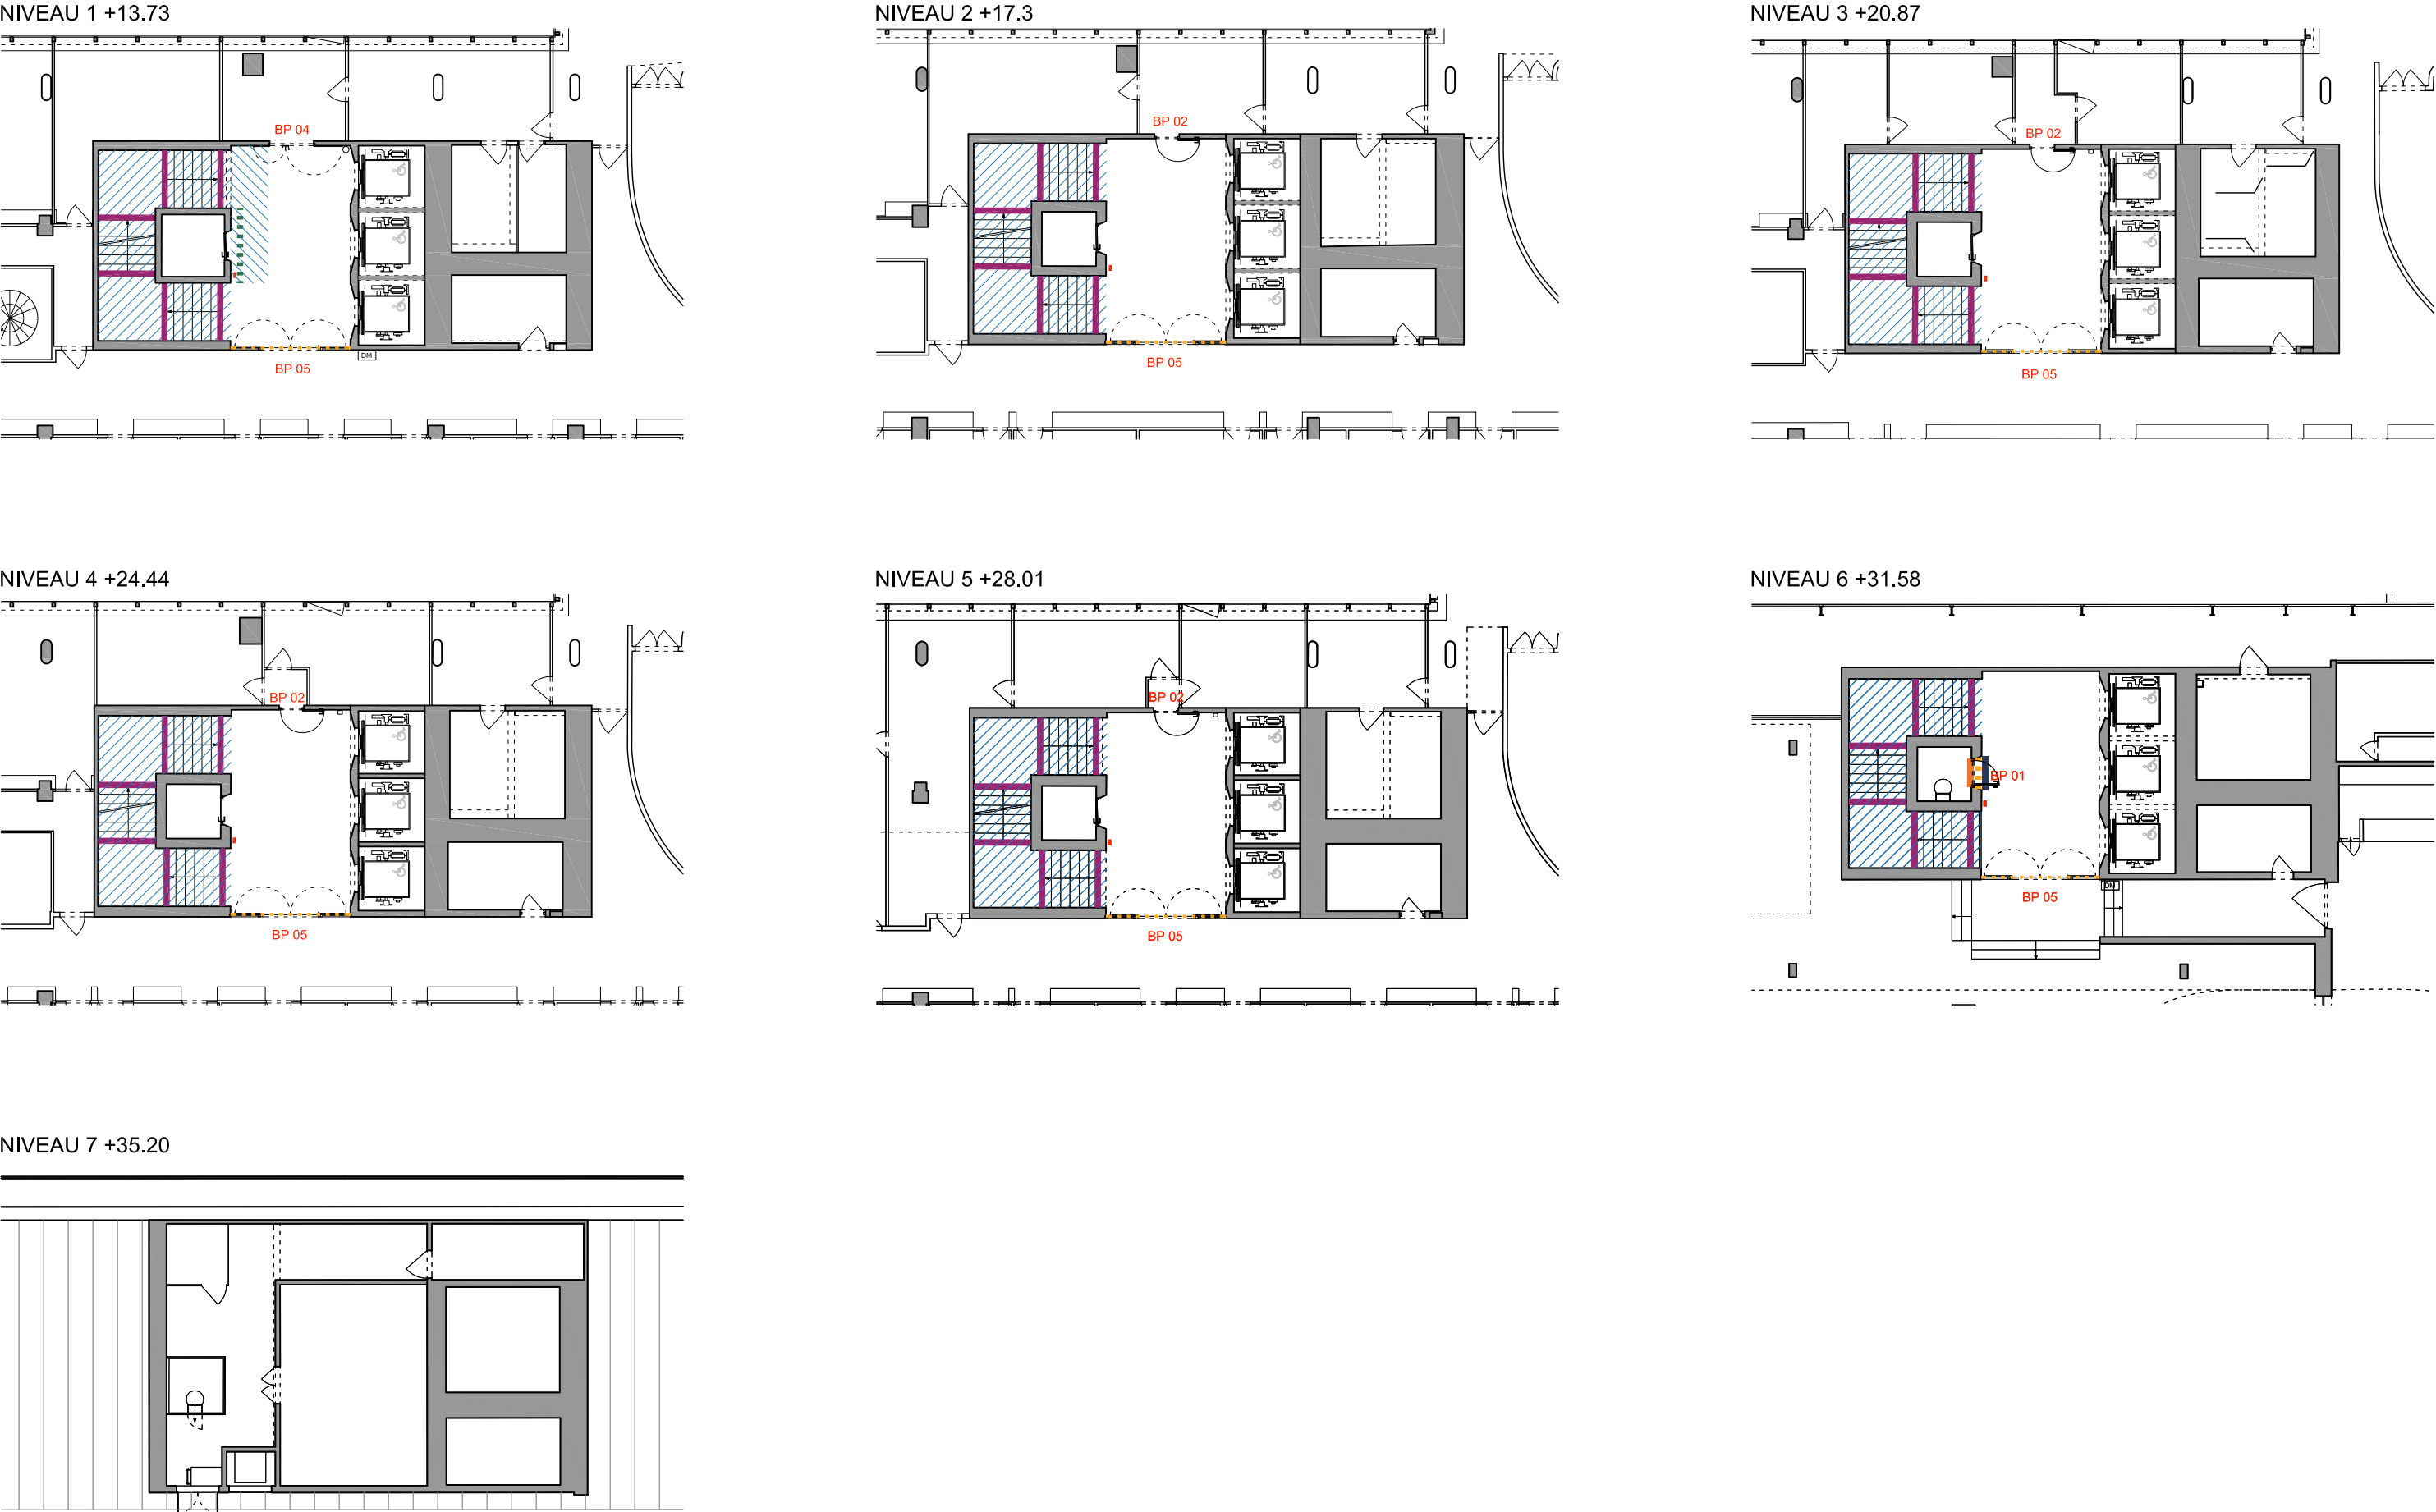 NIVEAU 1 +13.73
BP 04
DM
BP 05
NIVEAU 2 +17.3
BP 02
BP 05
NIVEAU 3 +20.87
BP 02
BP 05
NIVEAU 4 +24.44
BP 02
BP 05
NIVEAU 5 +28.01
BP 02
BP 05
NIVEAU 6 +31.58
BP 01
DM
BP 05
NIVEAU 7 +35.20